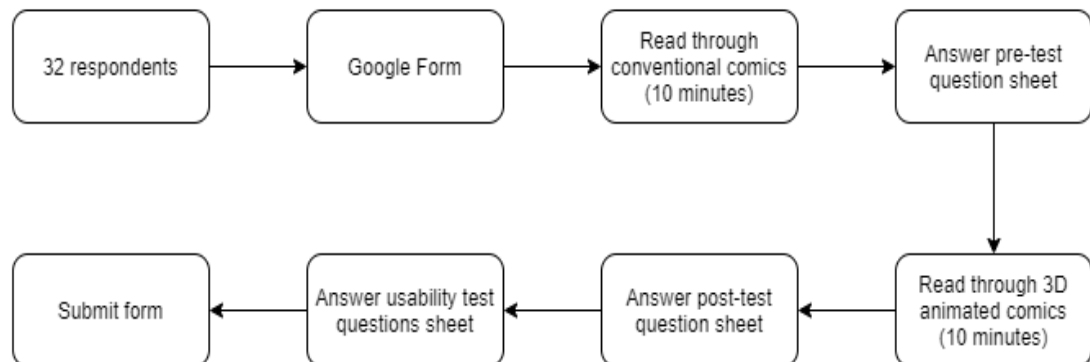 32 respondents
Google Form
Read through
conventional comics
(10 minutes)
Answer pre-test
question sheet
Read through 3D
animated comics
(10 minutes)
Answer post-test
question sheet
Answer usability test
questions sheet
Submit form